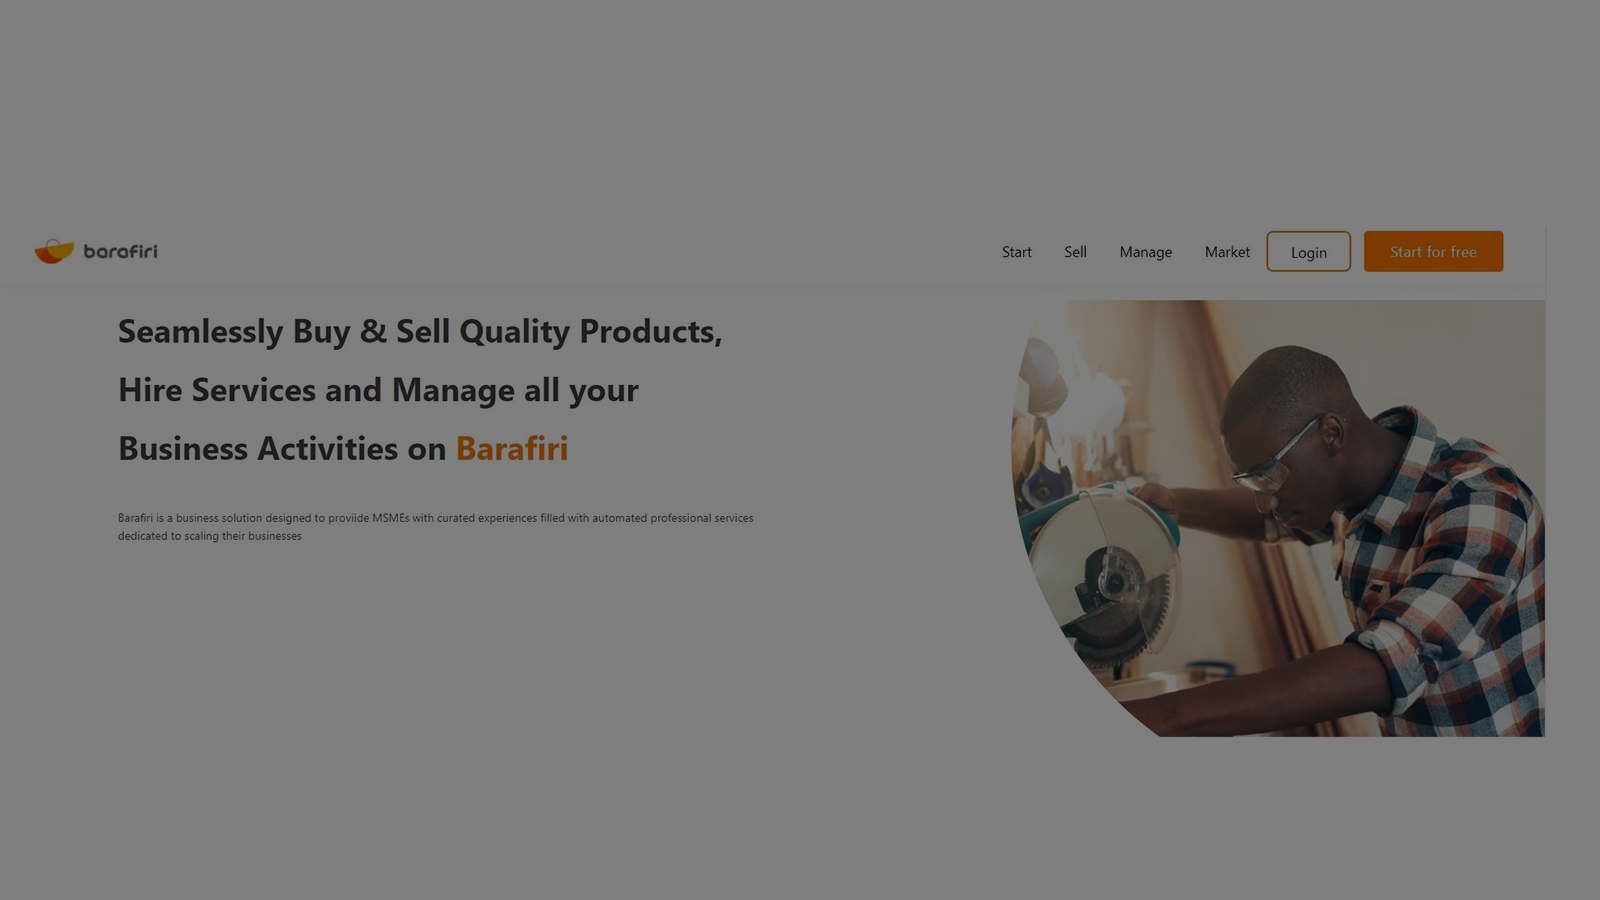 barafiri
Start Sell Manage Market Login Start for free
Seamlessly Buy & Sell Quality Products,
Hire Services and Manage all your
Business Activities on Barafiri
Barafiri is a business solution designed to proviide MSMEs with curated experiences filled with automated professional services
dedicated to scaling their businesses